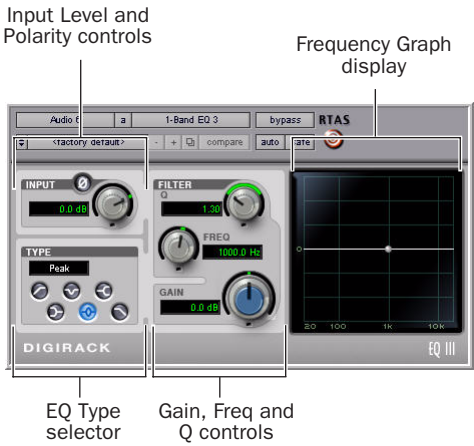 Input Level and
Polarity controls
Frequency Graph
display
Audio 6 a 1-Band EQ 3 bypass RTAS
<factory default> - + compare auto safe
INPUT Ø
0.0 dB
FILTER
Q
1.30
FREQ
1000.0 Hz
TYPE
Peak
GAIN
0.0 dB
0
20 100 1k 10k
DIGIRACK
EQ III
EQ Type
selector
Gain, Freq and
Q controls